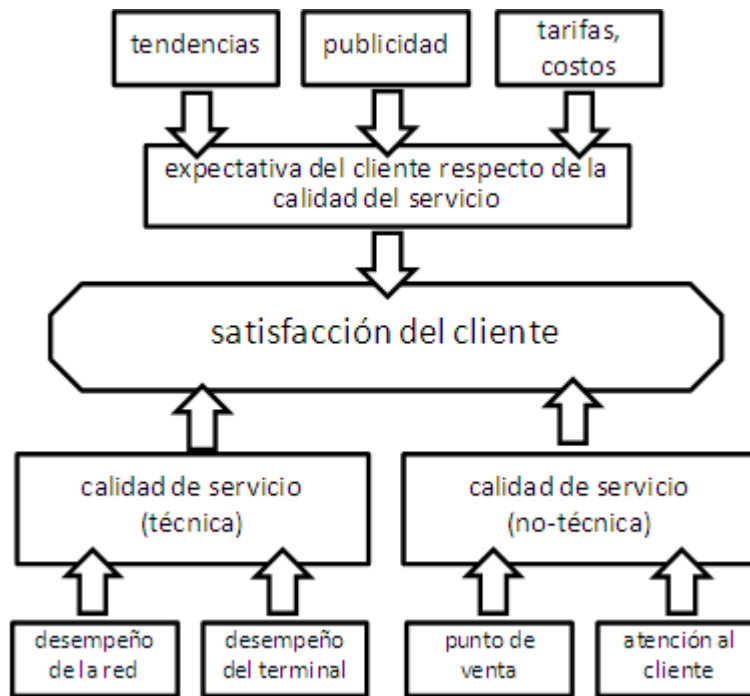 tendencias
publicidad
tarifas,
costos
expectativa del cliente respecto de la
calidad del servicio
satisfacción del cliente
calidad de servicio
(técnica)
calidad de servicio
(no-técnica)
desempeño
de la red
desempeño
del terminal
punto de
venta
atención al
cliente